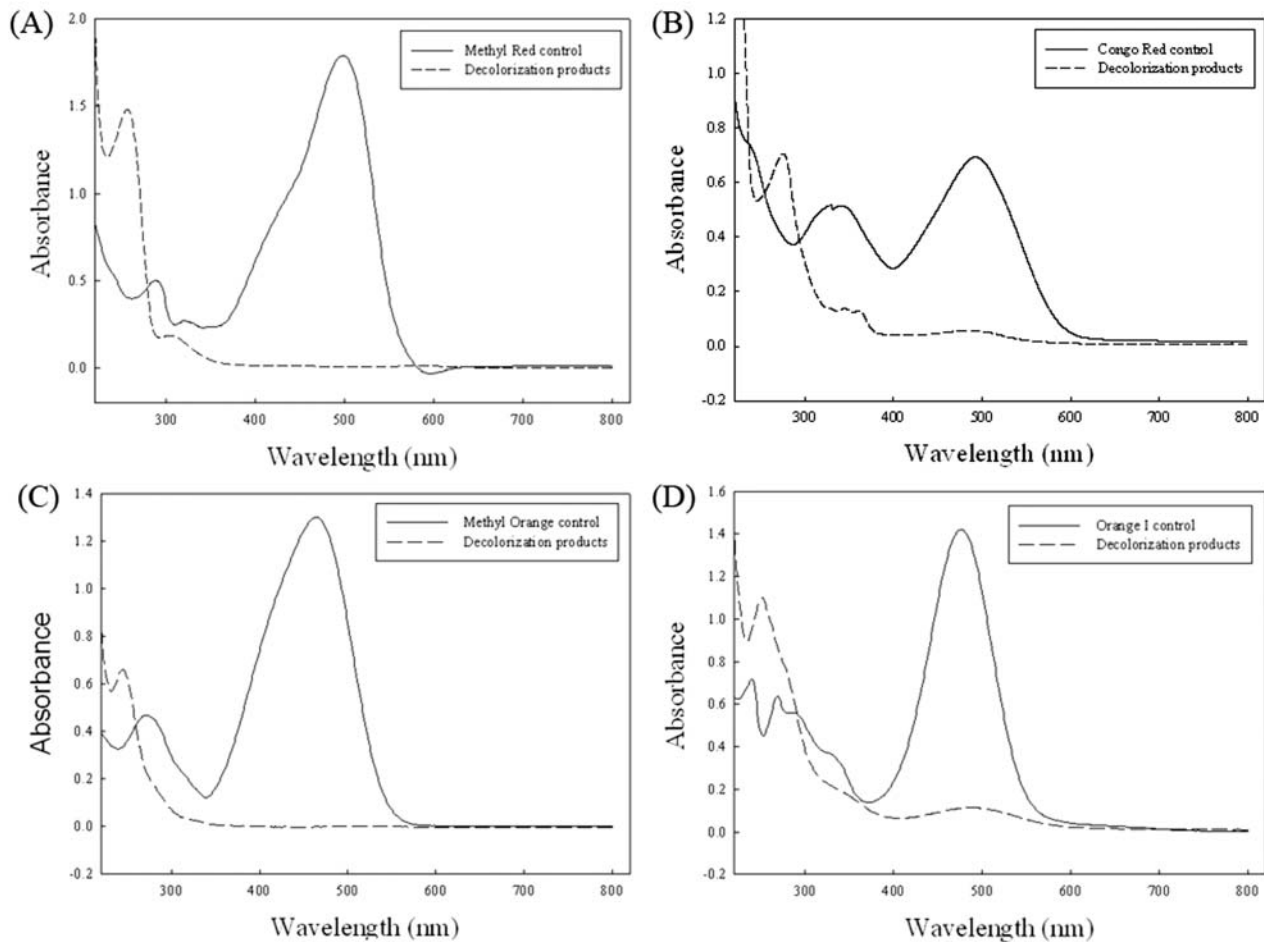 (A)
2.0
1.5
1.0
0.5
0.0
Absorbance
Methyl Red control
Decolorization products
300 400 500 600 700 800
Wavelength (nm)
(B)
1.2
1.0
0.8
0.6
0.4
0.2
0.0
-0.2
Absorbance
Congo Red control
Decolorization products
300 400 500 600 700 800
Wavelength (nm)
(C)
1.4
1.2
1.0
0.8
0.6
0.4
0.2
0.0
-0.2
Absorbance
Methyl Orange control
Decolorization products
300 400 500 600 700 800
Wavelength (nm)
(D)
1.6
1.4
1.2
1.0
0.8
0.6
0.4
0.2
0.0
-0.2
Absorbance
Orange I control
Decolorization products
300 400 500 600 700 800
Wavelength (nm)